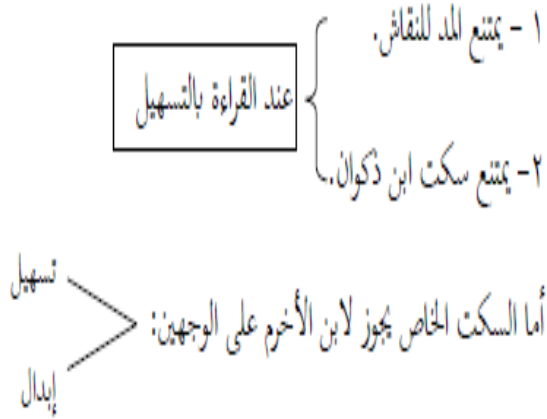 ١ - يمتنع المد للنقاش.
عند القراءة بالتسهيل
٢- يمتنع سكت ابن ذكوان.
تسهيل
أما السكت الخاص يجوز لابن الأخرم على الوجهين:
إبدال